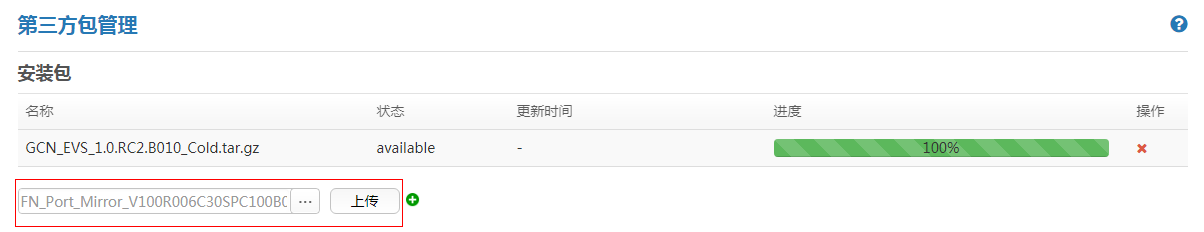 第三方包管理
安装包
名称 状态 更新时间 进度 操作
GCN_EVS_1.0.RC2.B010_Cold.tar.gz available - 100%
FN_Port_Mirror_V100R006C30SPC100B0 ... 上传